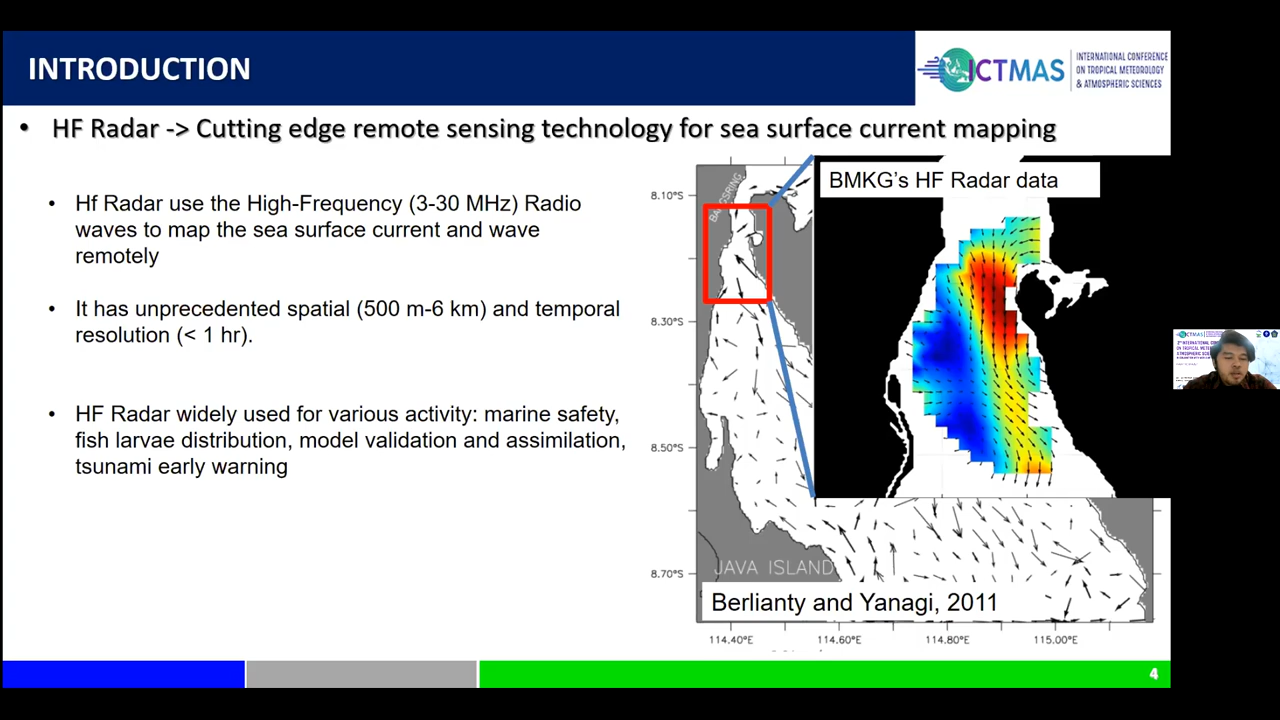 INTRODUCTION
ICTMAS
INTERNATIONAL CONFERENCE
ON TROPICAL METEOROLOGY
& ATMOSPHERIC SCIENCES
• HF Radar -> Cutting edge remote sensing technology for sea surface current mapping
• Hf Radar use the High-Frequency (3-30 MHz) Radio
waves to map the sea surface current and wave
remotely
• It has unprecedented spatial (500 m-6 km) and temporal
resolution (< 1 hr).
• HF Radar widely used for various activity: marine safety,
fish larvae distribution, model validation and assimilation,
tsunami early warning
BMKG's HF Radar data
8.10°S
8.30°S
8.50°S
8.70°S
JAVA ISLAND
Berlianty and Yanagi, 2011
114.40°E
114.60°E
114.80°E
115.00°E
4
ICTMAS